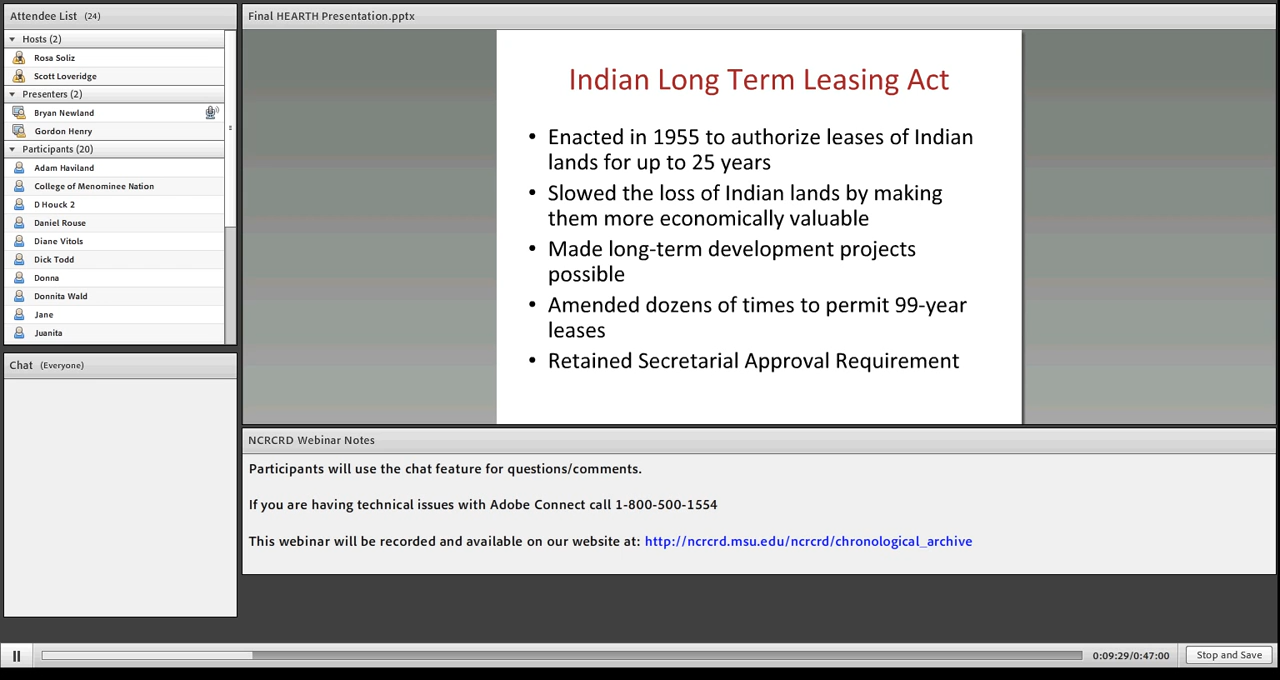 Attendee List (24)
Hosts (2)
Rosa Soliz
Scott Loveridge
Presenters (2)
Bryan Newland
Gordon Henry
Participants (20)
Adam Haviland
College of Menominee Nation
D Houck 2
Daniel Rouse
Diane Vitols
Dick Todd
Donna
Donnita Wald
Jane
Juanita
Chat (Everyone)
Final HEARTH Presentation.pptx
Indian Long Term Leasing Act
• Enacted in 1955 to authorize leases of Indian
lands for up to 25 years
• Slowed the loss of Indian lands by making
them more economically valuable
• Made long-term development projects
possible
• Amended dozens of times to permit 99-year
leases
• Retained Secretarial Approval Requirement
NCRCRD Webinar Notes
Participants will use the chat feature for questions/comments.
If you are having technical issues with Adobe Connect call 1-800-500-1554
This webinar will be recorded and available on our website at: http://ncrcrd.msu.edu/ncrcrd/chronological_archive
0:09:29/0:47:00
Stop and Save